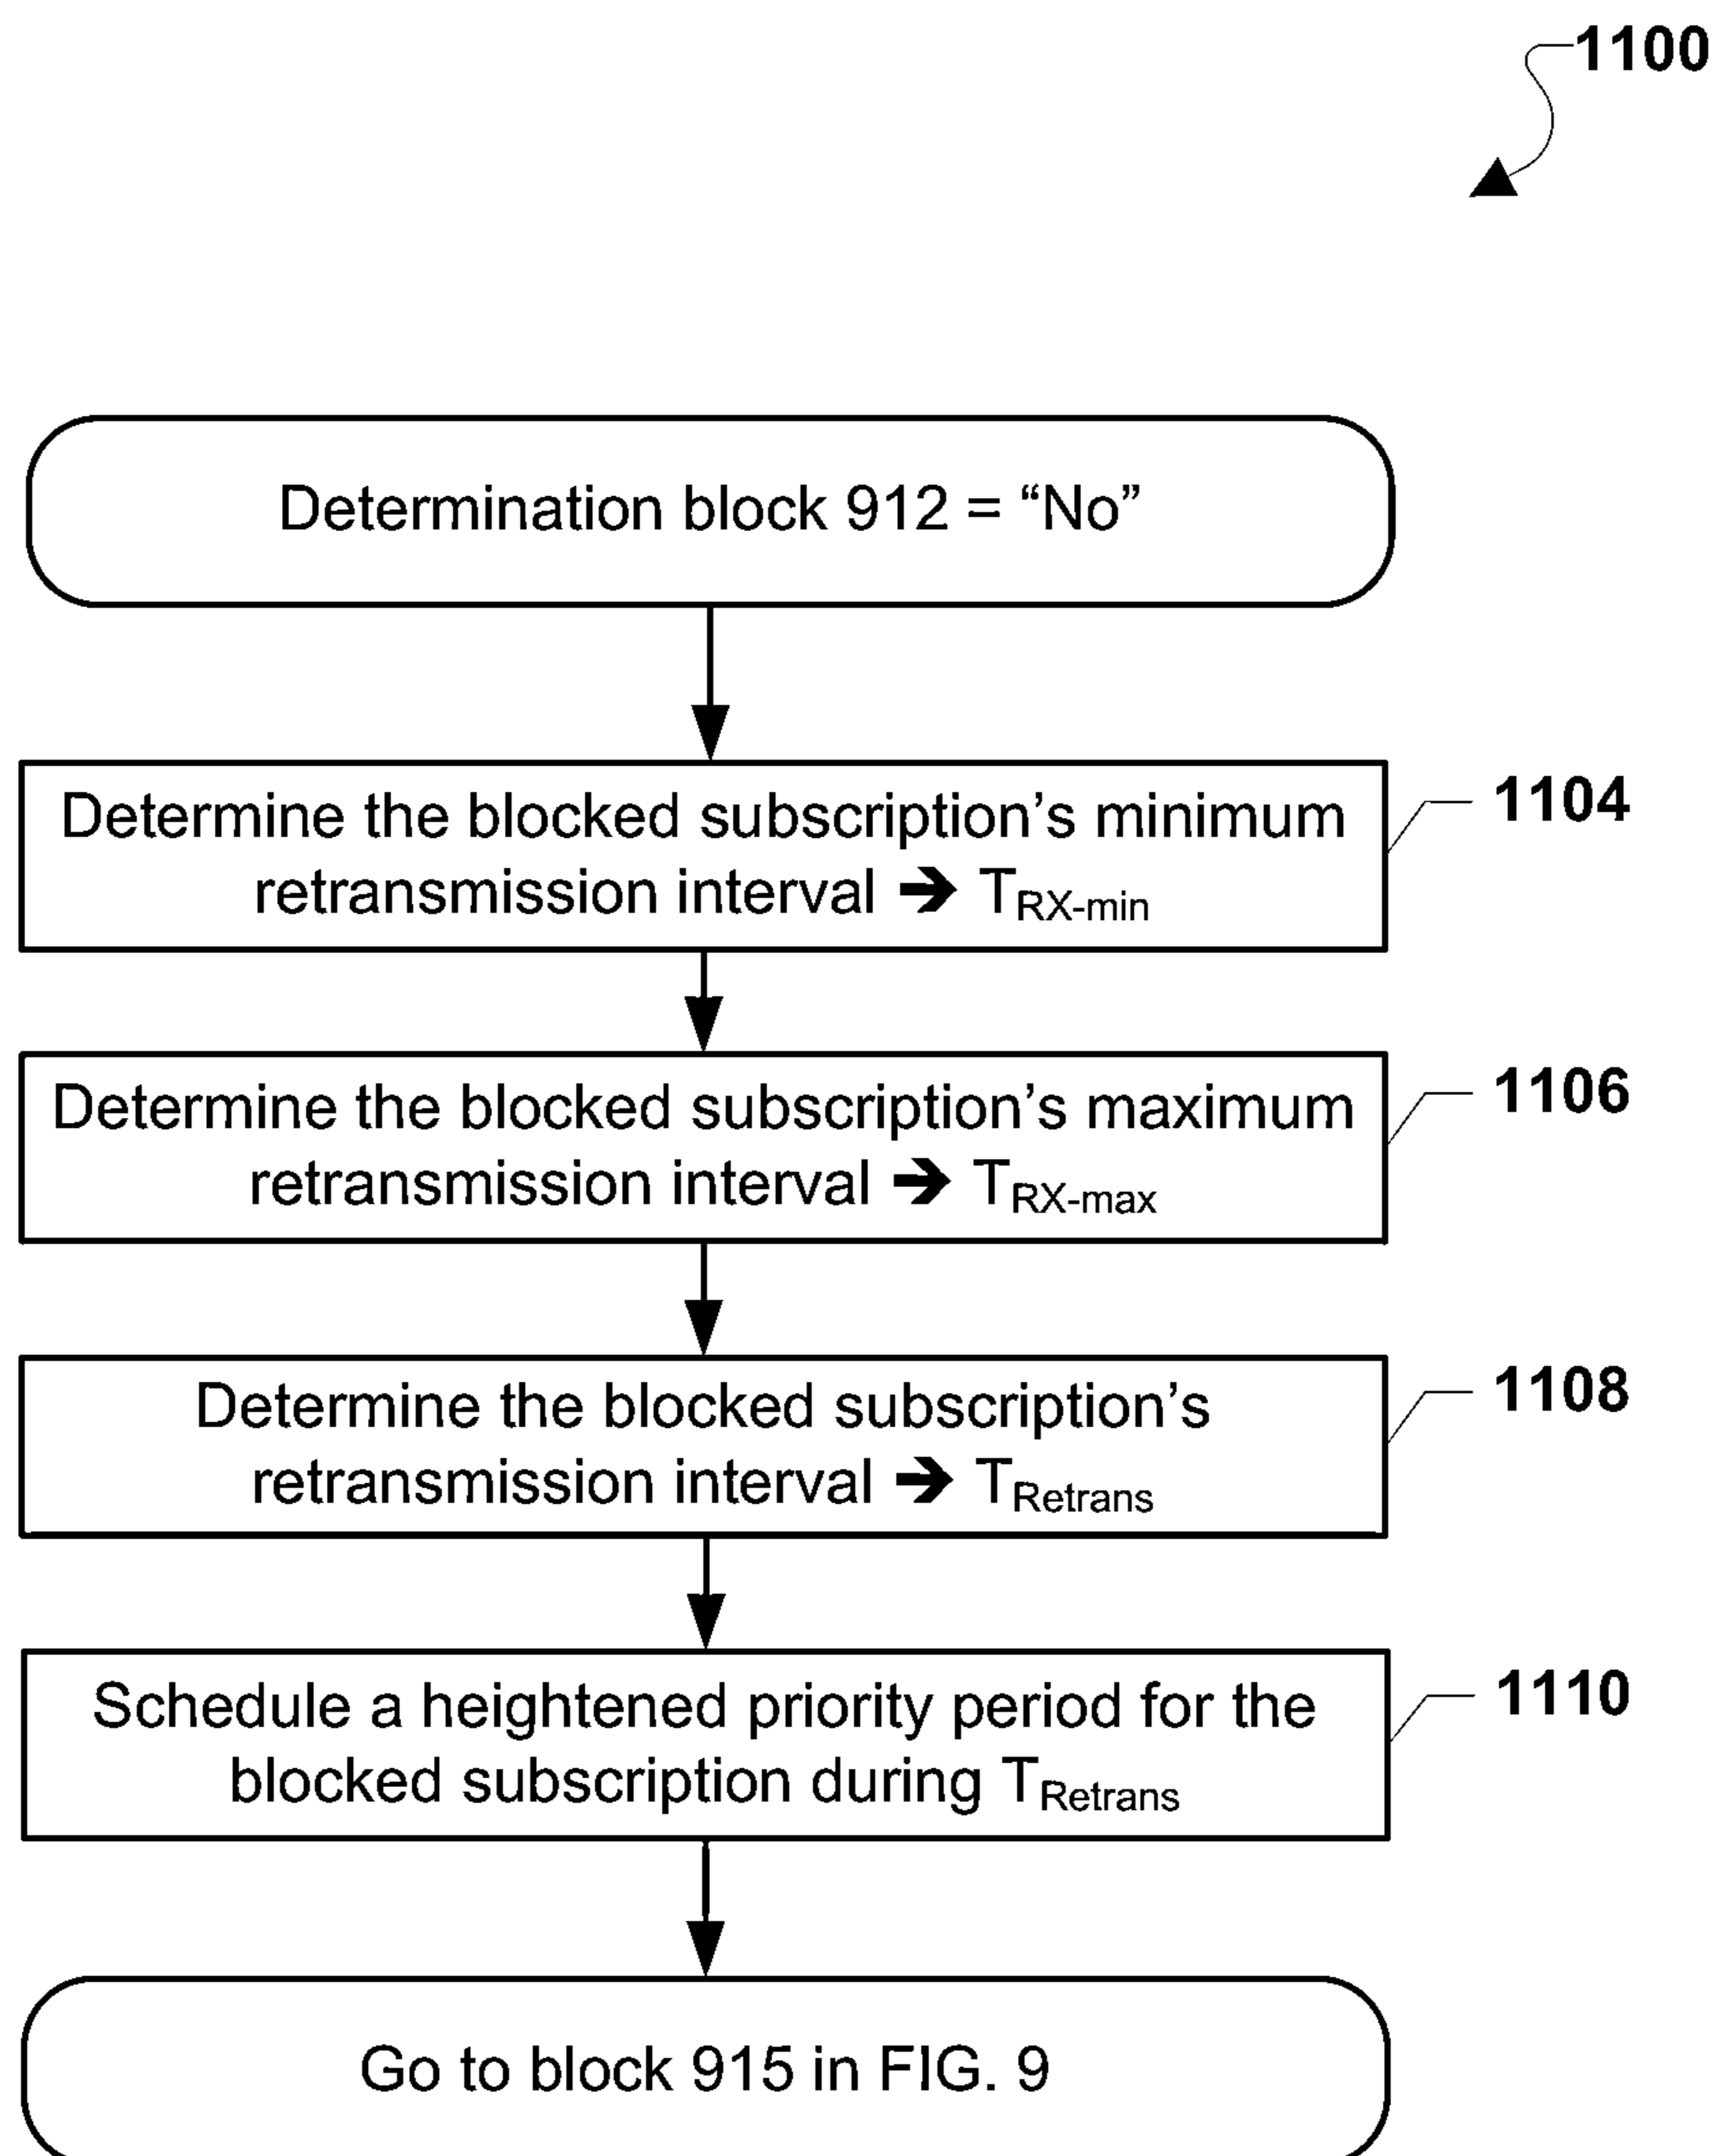 1100
Determination block 912 = “No”
Determine the blocked subscription’s minimum
retransmission interval ➔ TRX-min
1104
Determine the blocked subscription’s maximum
retransmission interval ➔ TRX-max
1106
Determine the blocked subscription’s
retransmission interval ➔ TRetrans
1108
Schedule a heightened priority period for the
blocked subscription during TRetrans
1110
Go to block 915 in FIG. 9